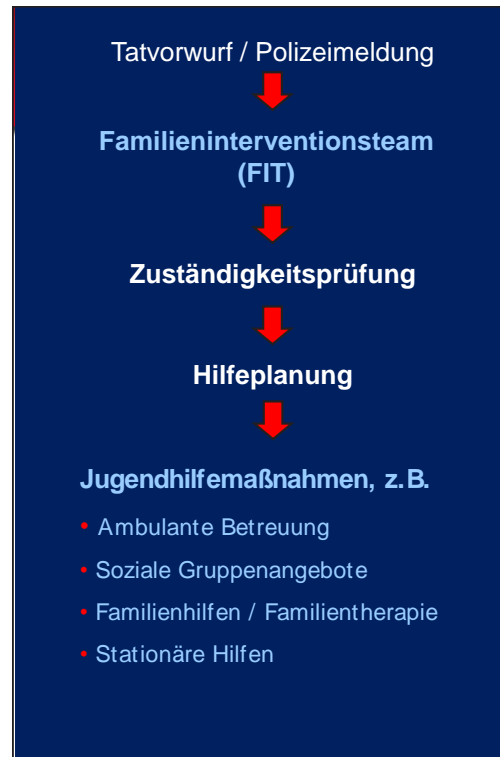 Tatvorwurf / Polizeimeldung
Familieninterventionsteam
(FIT)
Zuständigkeitsprüfung
Hilfeplanung
Jugendhilfemaßnahmen, z.B.
• Ambulante Betreuung
• Soziale Gruppenangebote
• Familienhilfen / Familientherapie
• Stationäre Hilfen